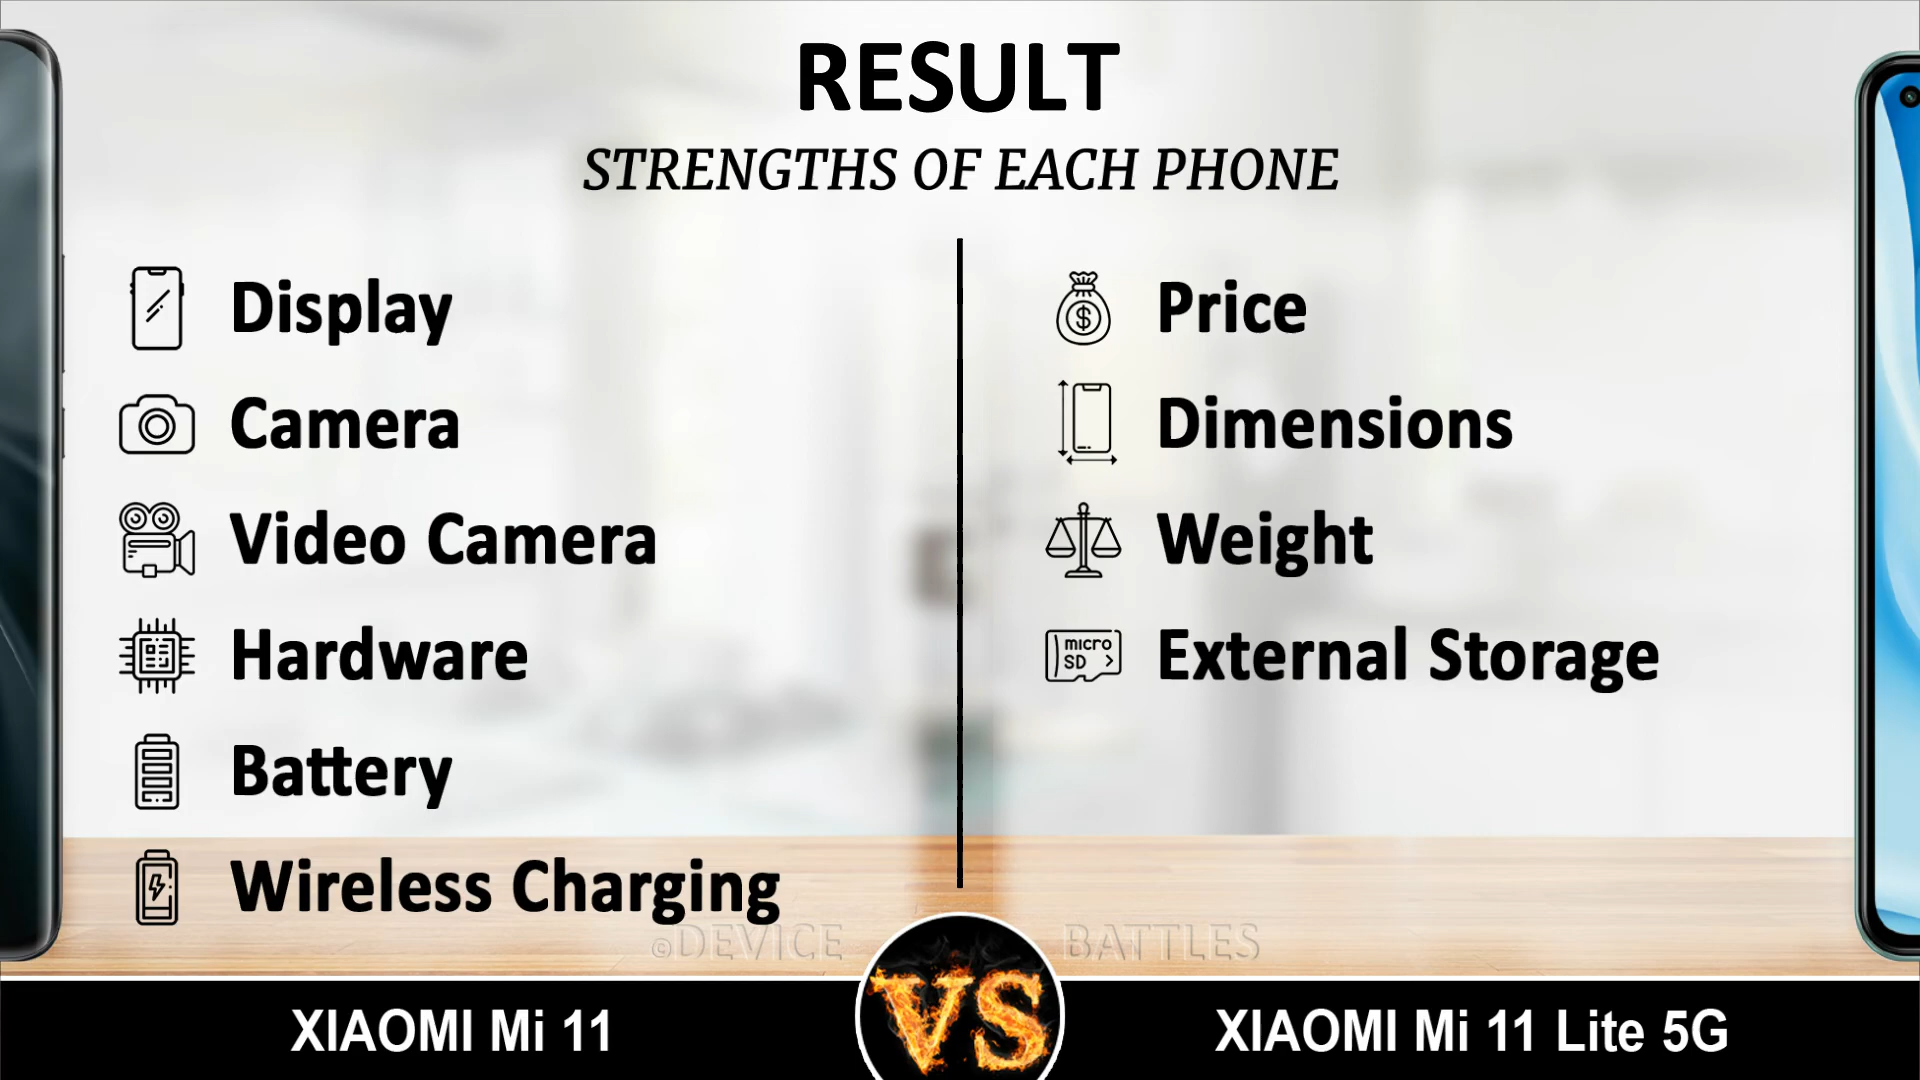 RESULT
STRENGTHS OF EACH PHONE
Display
Camera
Video Camera
Hardware
Battery
Wireless Charging
$
Price
Dimensions
Weight
micro
SD
External Storage
©DEVICE BATTLES
XIAOMI Mi 11
VS
XIAOMI Mi 11 Lite 5G